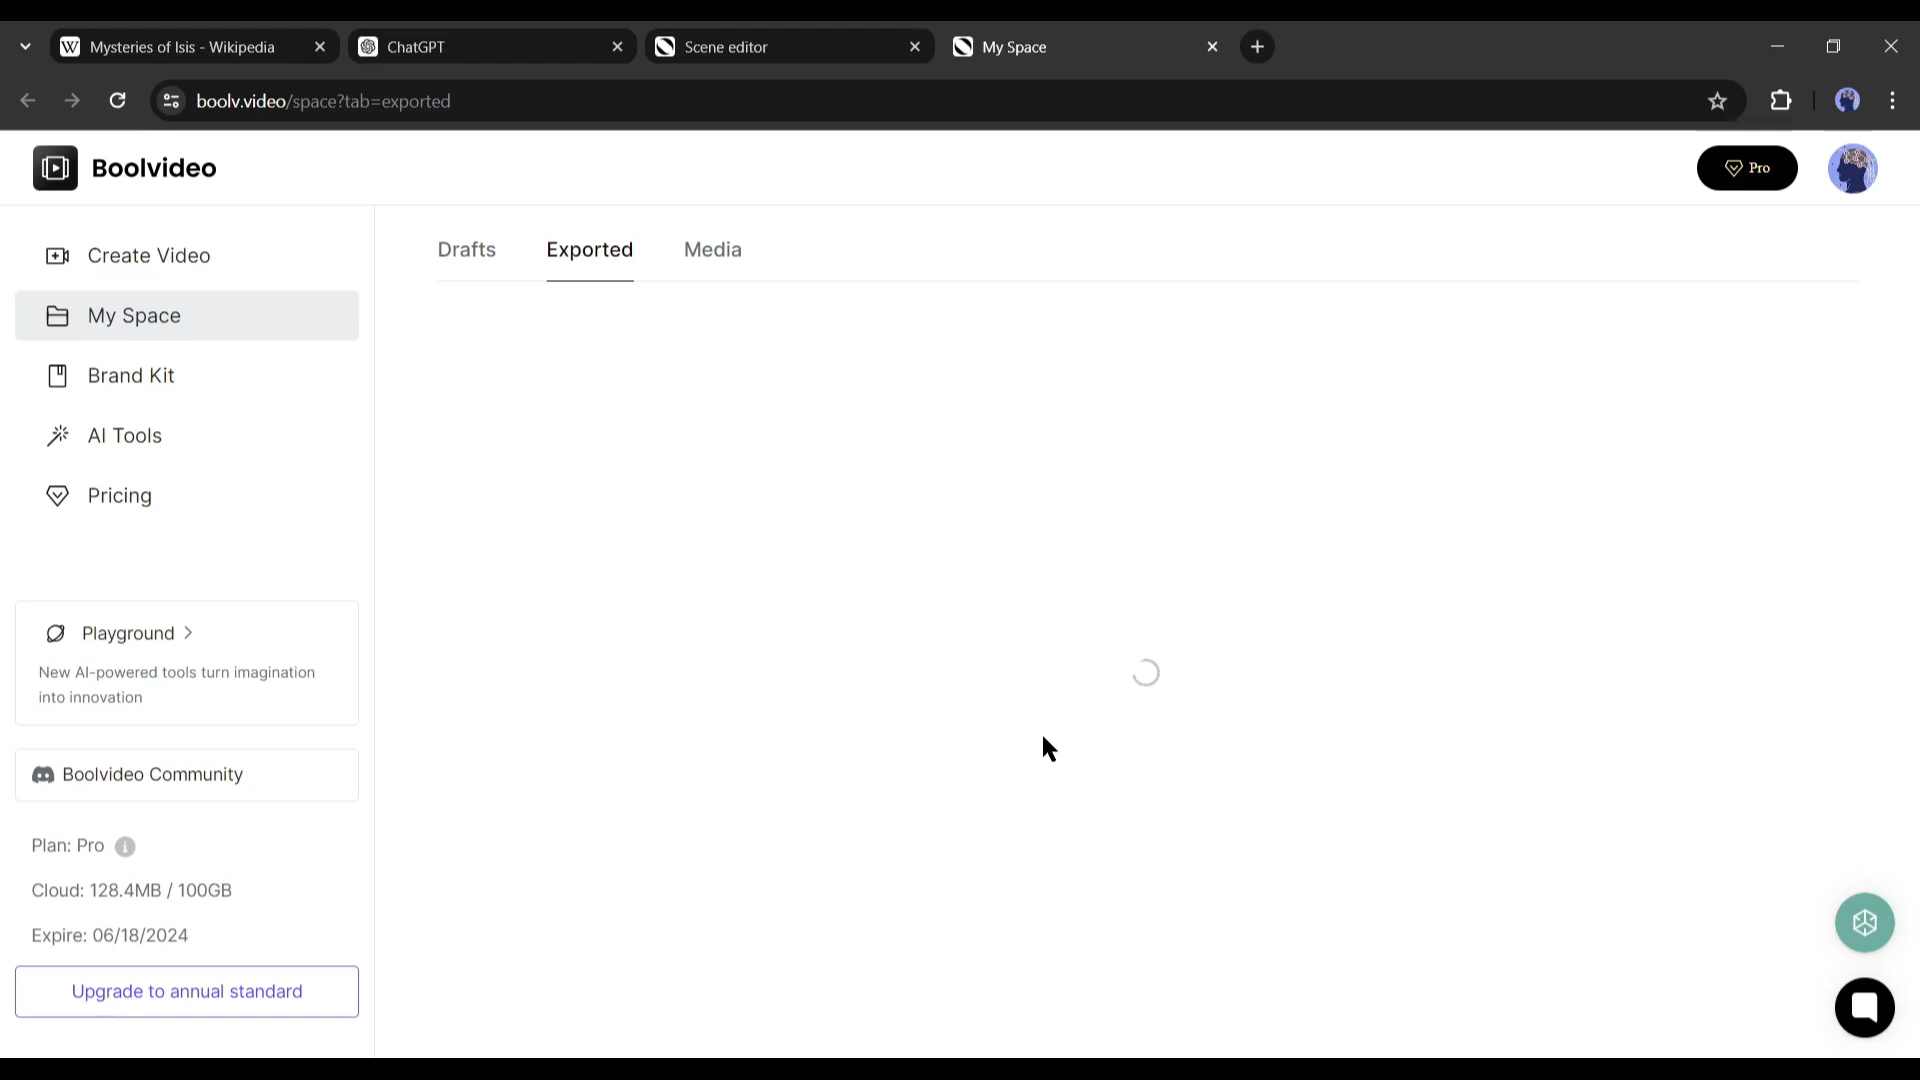 Mysteries of Isis - Wikipedia
ChatGPT
Scene editor
My Space
boolv.video/space?tab=exported
Boolvideo
Pro
Create Video
My Space
Brand Kit
AI Tools
Pricing
Drafts
Exported
Media
Playground
New AI-powered tools turn imagination
into innovation
Boolvideo Community
Plan: Pro
Cloud: 128.4MB / 100GB
Expire: 06/18/2024
Upgrade to annual standard